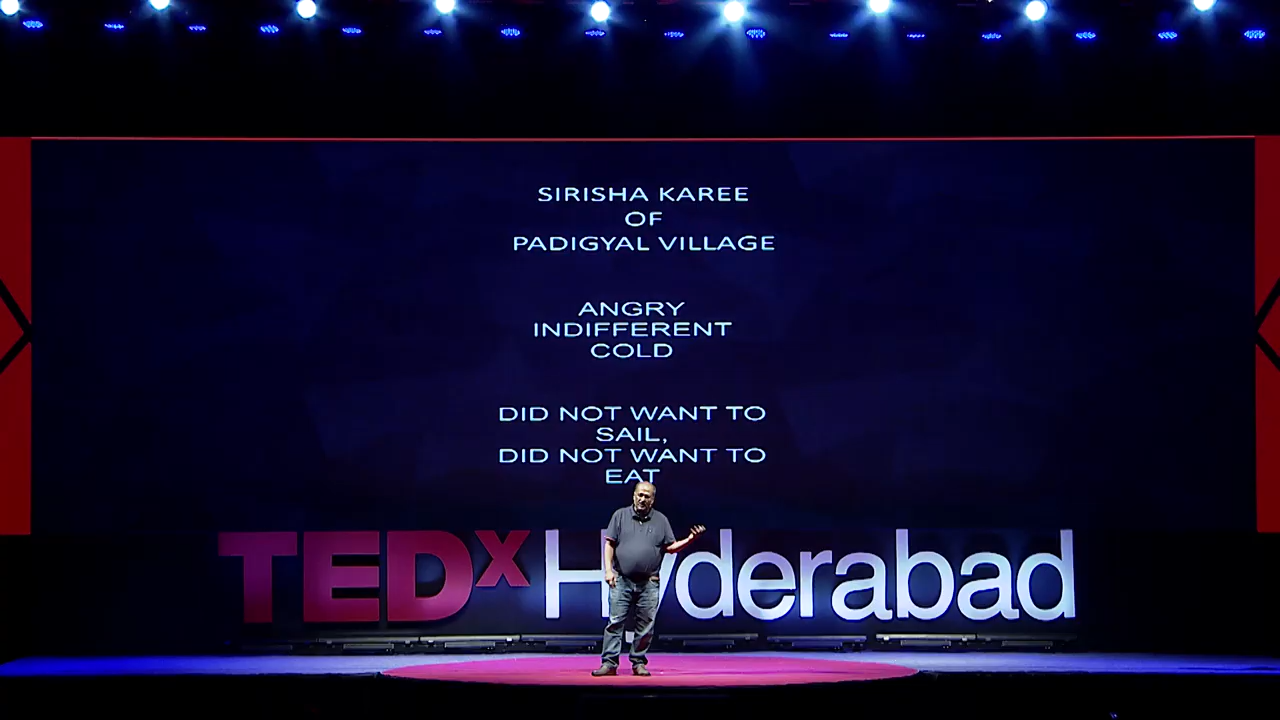 SIRISHA KAREE
OF
PADIGYAL VILLAGE
ANGRY
INDIFFERENT
COLD
DID NOT WANT TO
SAIL,
DID NOT WANT TO
EAT
TEDx Hyderabad